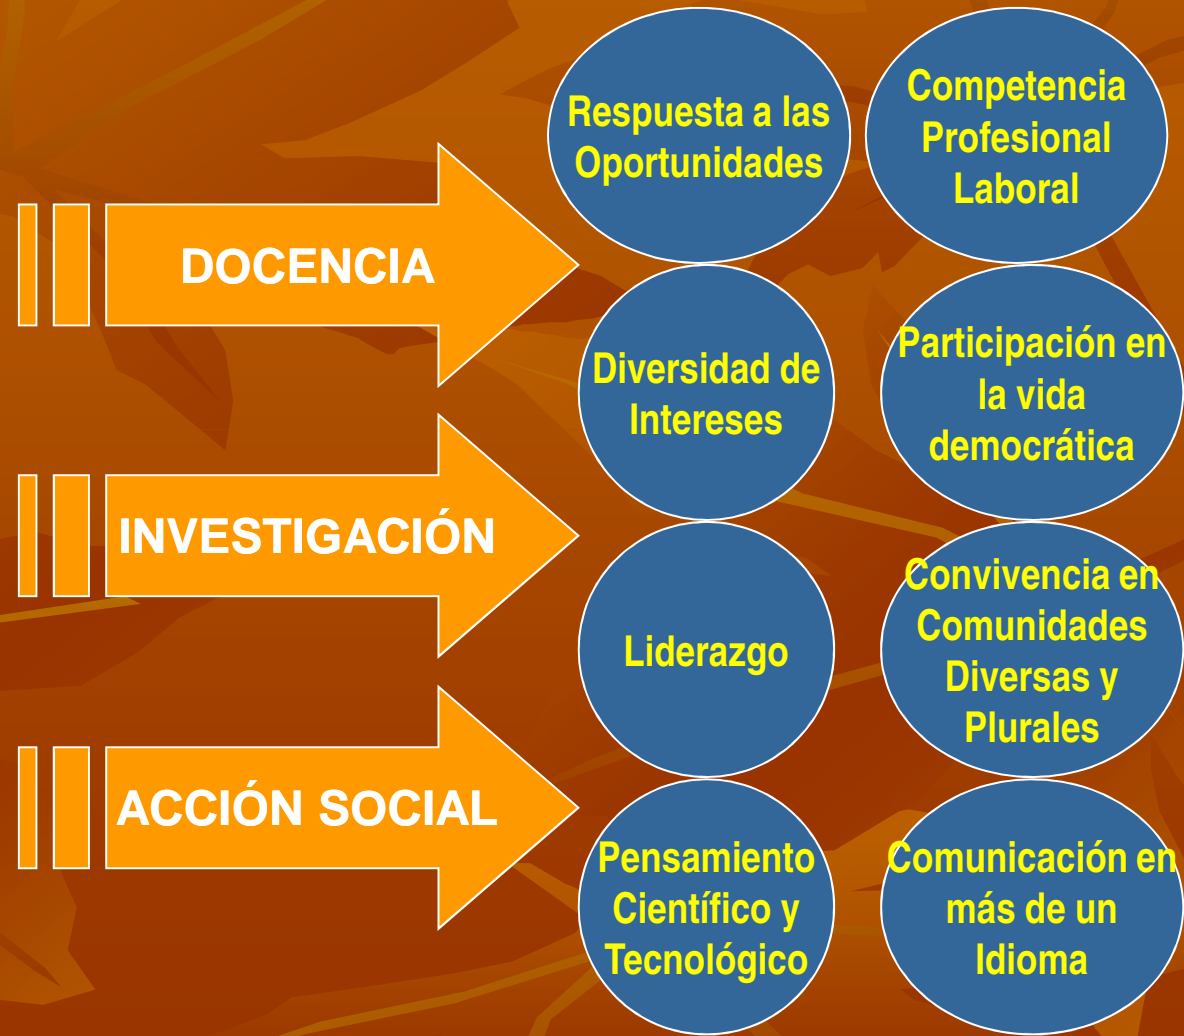 DOCENCIA
INVESTIGACIÓN
ACCIÓN SOCIAL
Respuesta a las
Oportunidades
Competencia
Profesional
Laboral
Diversidad de
Intereses
Participación en
la vida
democrática
Liderazgo
Convivencia en
Comunidades
Diversas y
Plurales
Pensamiento
Científico y
Tecnológico
Comunicación en
más de un
Idioma